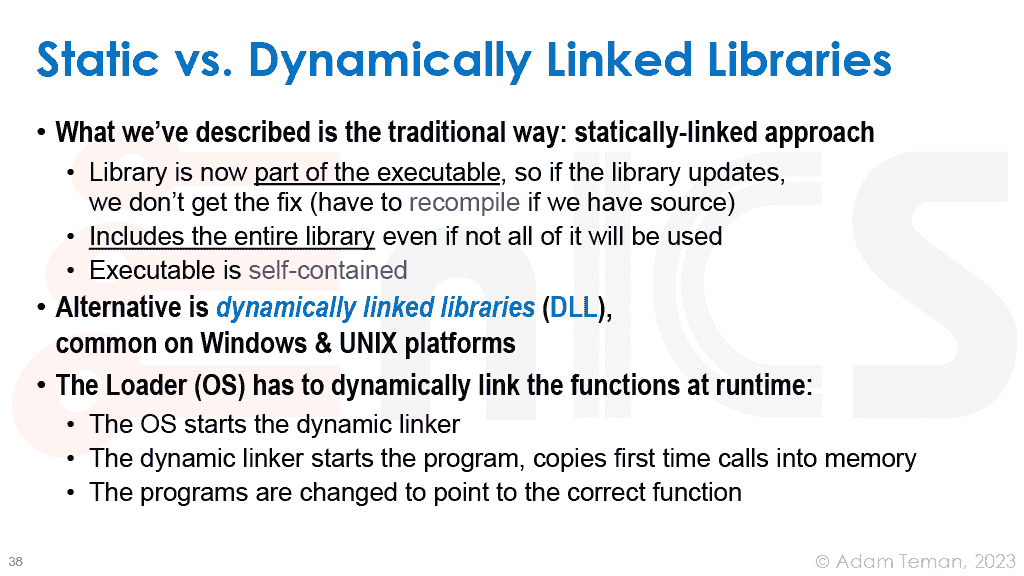 Static vs. Dynamically Linked Libraries
• What we’ve described is the traditional way: statically-linked approach
• Library is now part of the executable, so if the library updates,
we don’t get the fix (have to recompile if we have source)
• Includes the entire library even if not all of it will be used
• Executable is self-contained
• Alternative is dynamically linked libraries (DLL),
common on Windows & UNIX platforms
• The Loader (OS) has to dynamically link the functions at runtime:
• The OS starts the dynamic linker
• The dynamic linker starts the program, copies first time calls into memory
• The programs are changed to point to the correct function
38
© Adam Teman, 2023
nICS